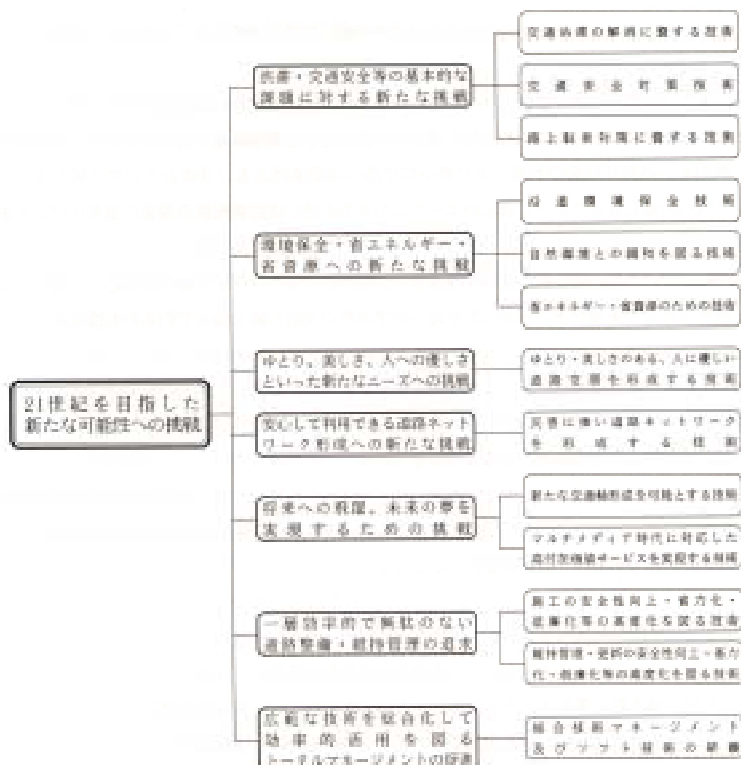 21世紀を目指した
新たな可能性への挑戦
渋滞・交通安全等の基本的な
課題に対する新たな挑戦
交通渋滞の解消に資する技術
交通安全対策技術
路上駐車対策に資する技術
環境保全・省エネルギー・
省資源への新たな挑戦
沿道環境保全技術
自然環境との調和を図る技術
省エネルギー・省資源のための技術
ゆとり、美しさ、人への優しさ
といった新たなニーズへの挑戦
ゆとり・美しさのある、人に優しい
道路空間を形成する技術
安心して利用できる道路ネット
ワーク形成への新たな挑戦
災害に強い道路ネットワーク
を形成する技術
将来への飛躍、未来の夢を
実現するための挑戦
新たな交通軸形成を可能とする技術
マルチメディア時代に対応した
高付加価値サービスを実現する技術
一層効率的で無駄のない
道路整備・維持管理の追求
施工の安全性向上・省力化・
低廉化等の高度化を図る技術
維持管理・更新の安全性向上・省力
化・低廉化等の高度化を図る技術
広範な技術を総合化して
効率的活用を図る
トータルマネージメントの促進
総合技術マネージメント
及びソフト技術の